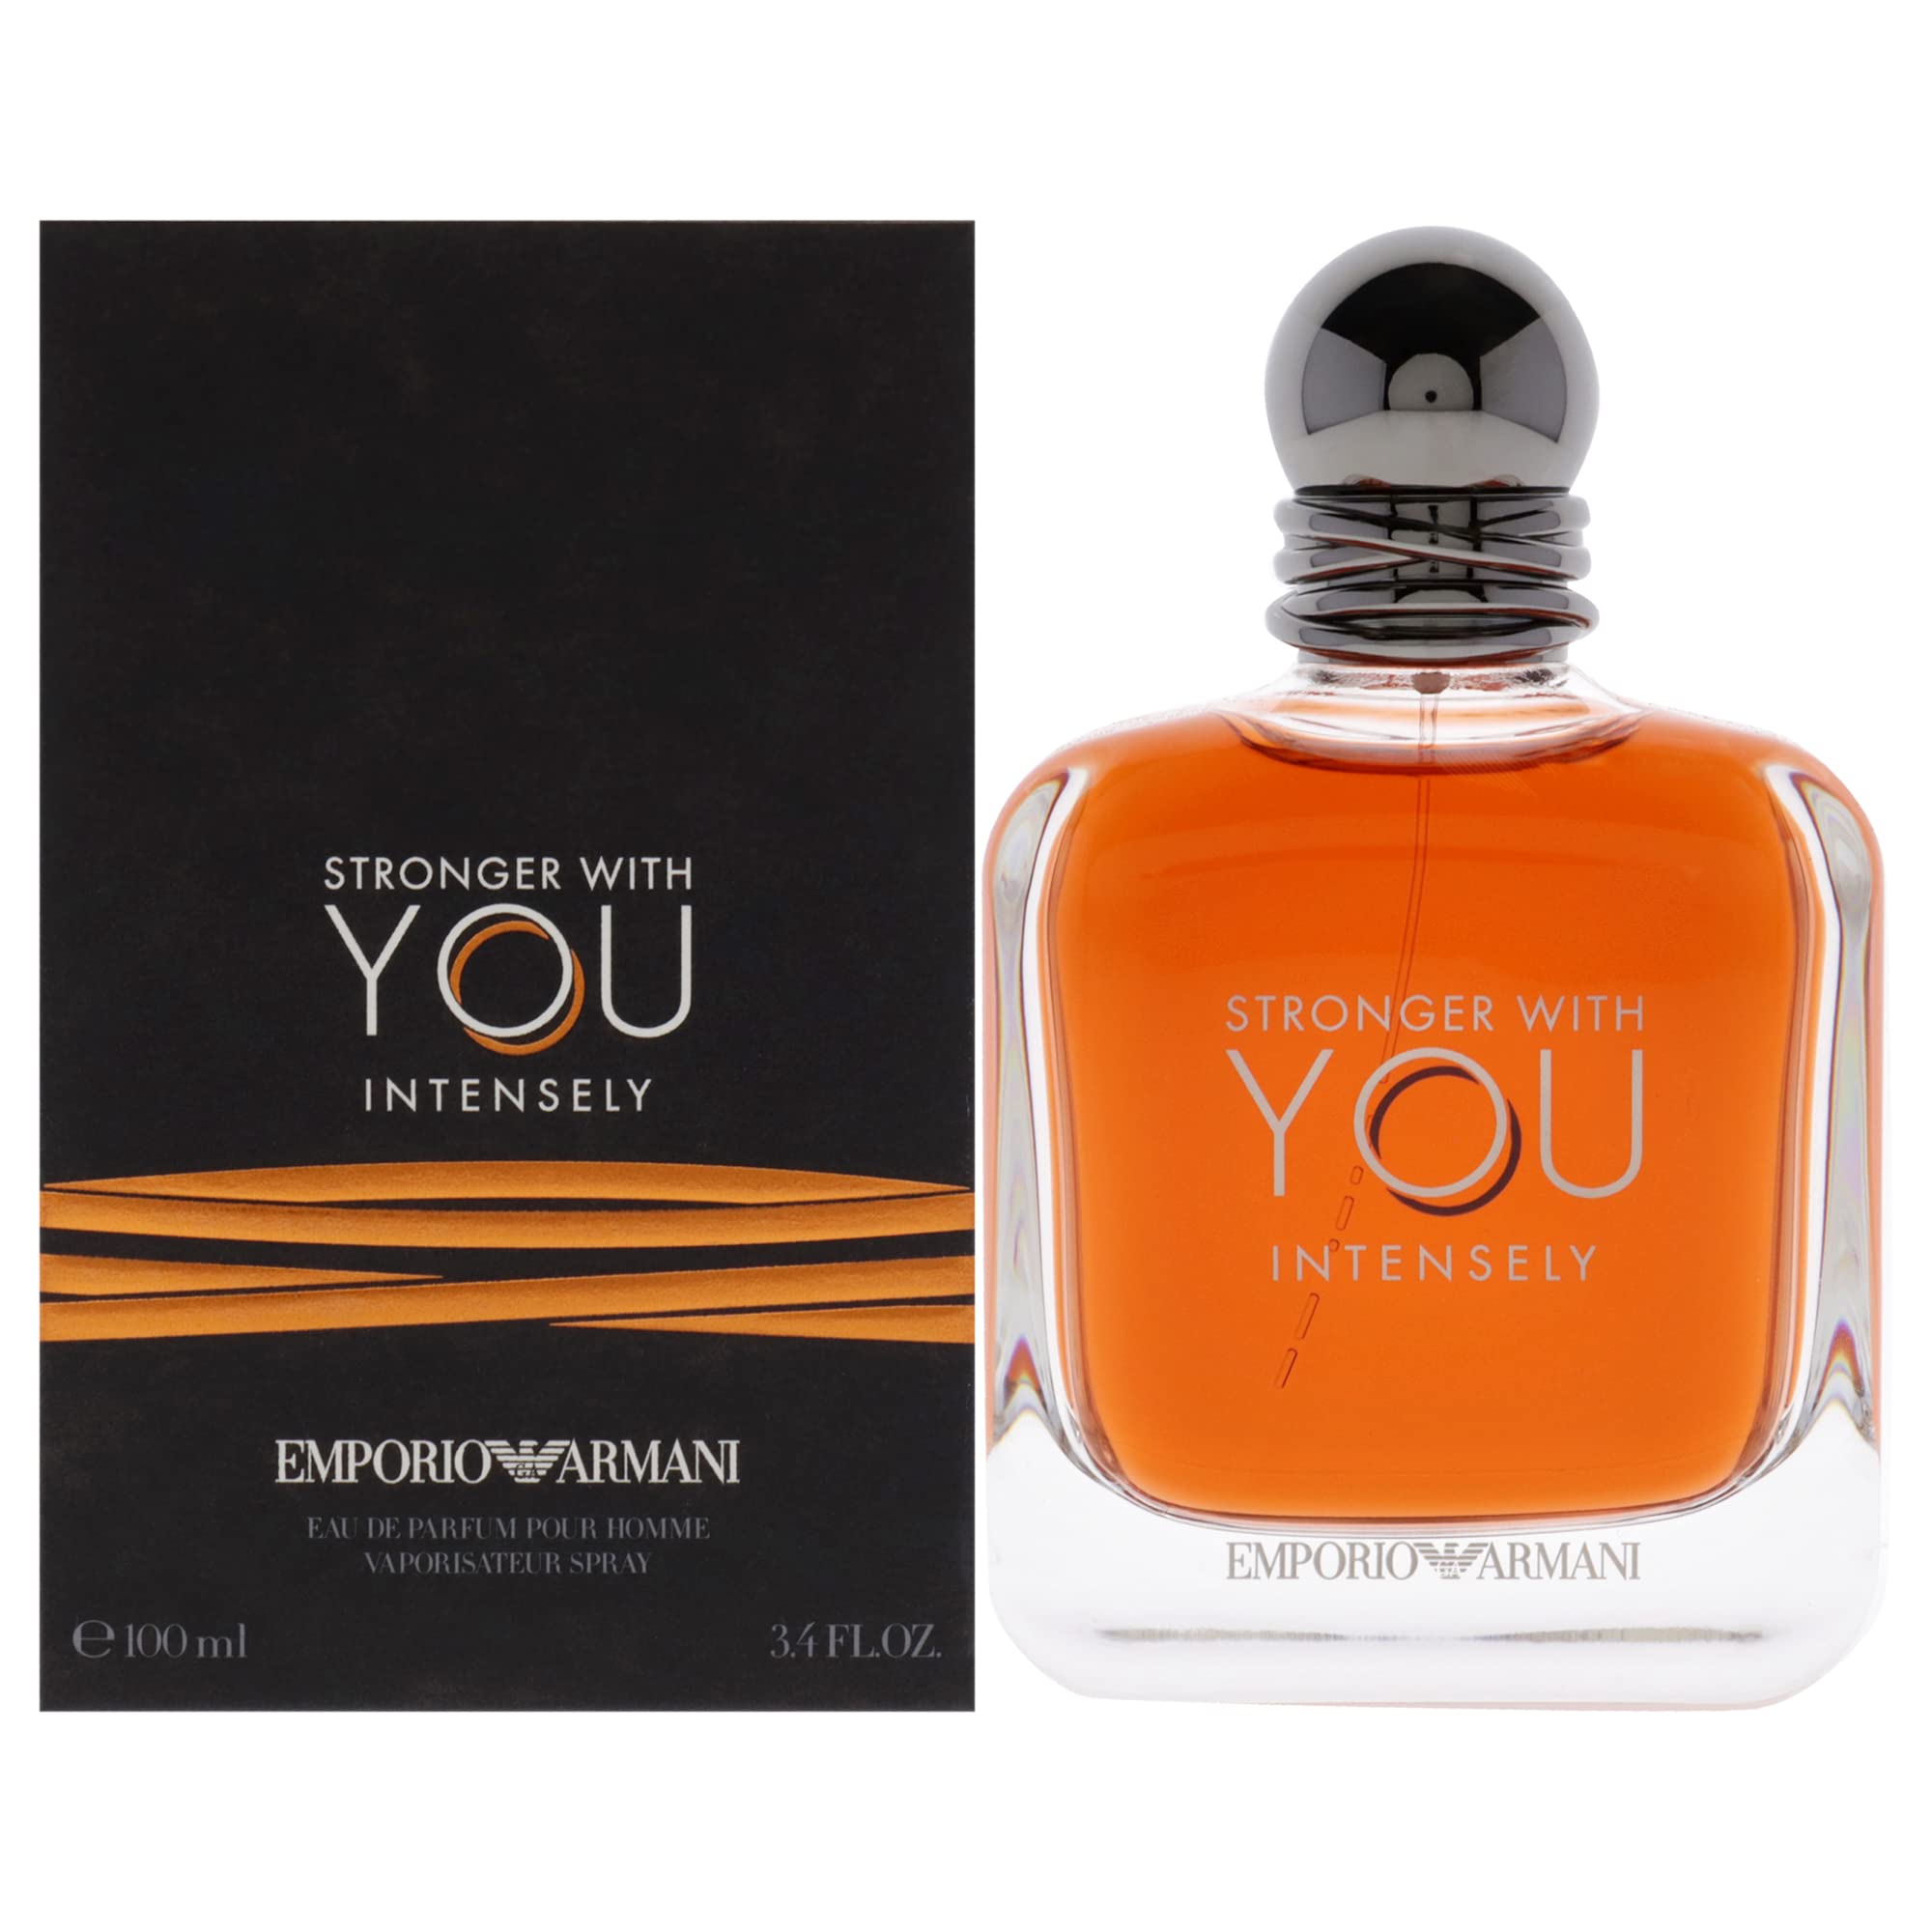 STRONGER WITH
YOU
INTENSELY
EMPORIO ARMANI
EAU DE PARFUM POUR HOMME
VAPORISATEUR SPRAY
℮ 100 ml
3.4 FL.OZ.
STRONGER WITH
YOU
INTENSELY
EMPORIO ARMANI